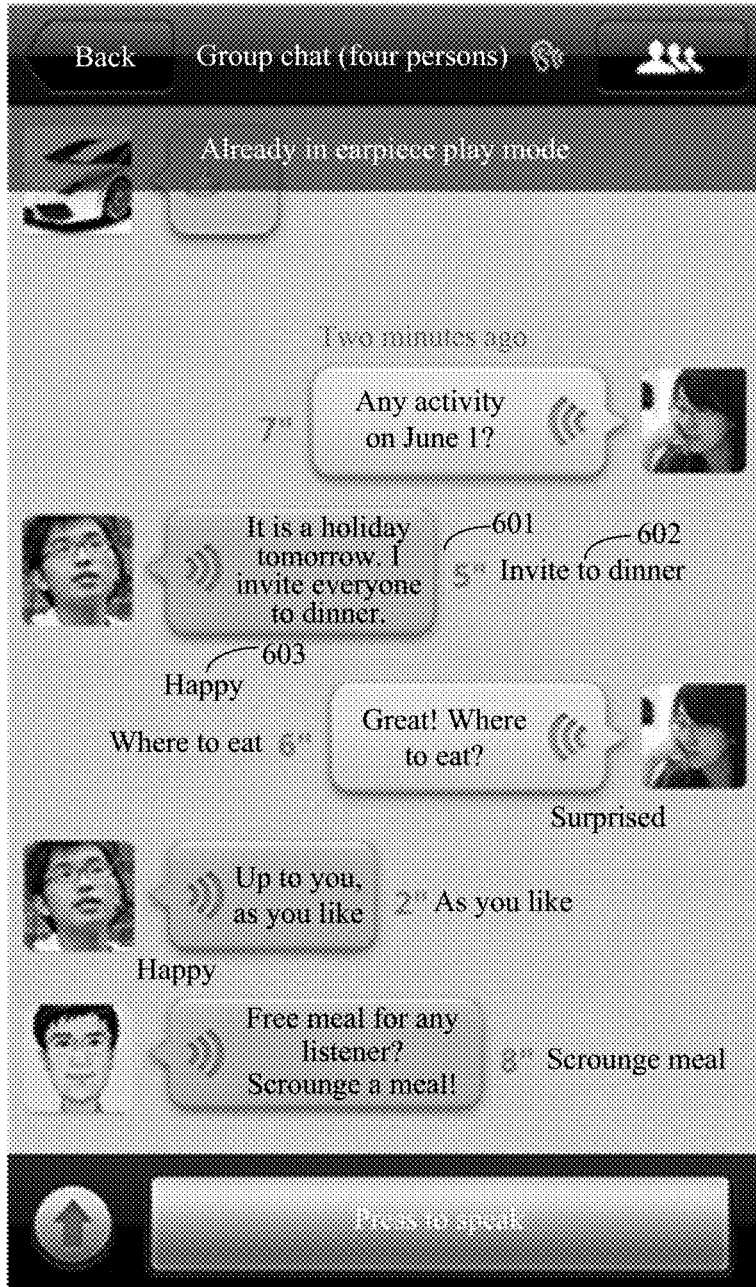 Back Group chat (four persons)
Already in earpiece play mode
Two minutes ago
Any activity
on June 1?
7"
It is a holiday
tomorrow. I
invite everyone
to dinner.
601
602
5" Invite to dinner
603
Happy
Where to eat 6"
Great! Where
to eat?
Surprised
Up to you,
as you like
2" As you like
Happy
Free meal for any
listener?
Scrounge a meal!
8" Scrounge meal
Press to speak